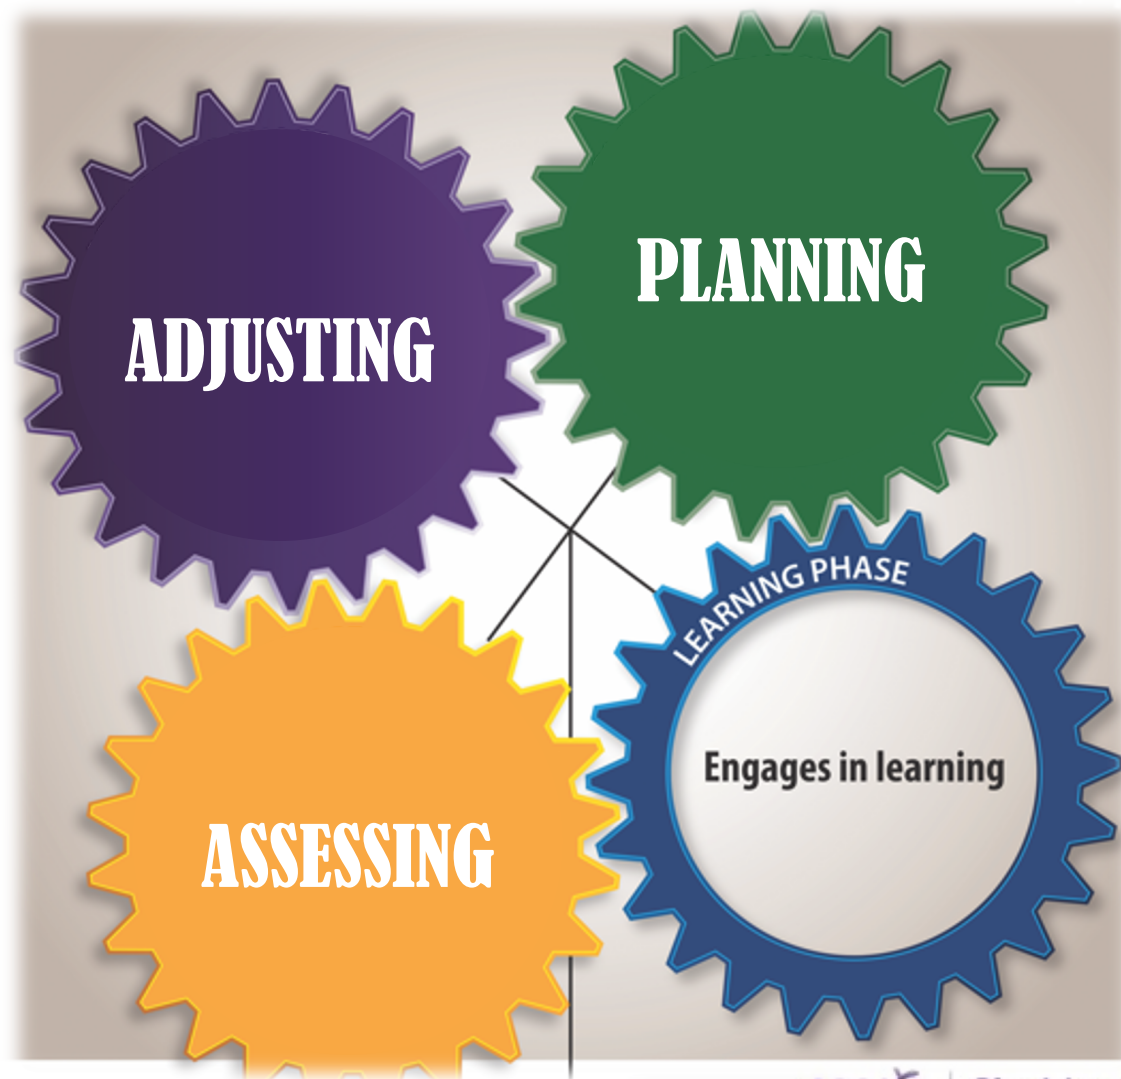 PLANNING
ADJUSTING
LEARNING PHASE
Engages in learning
ASSESSING